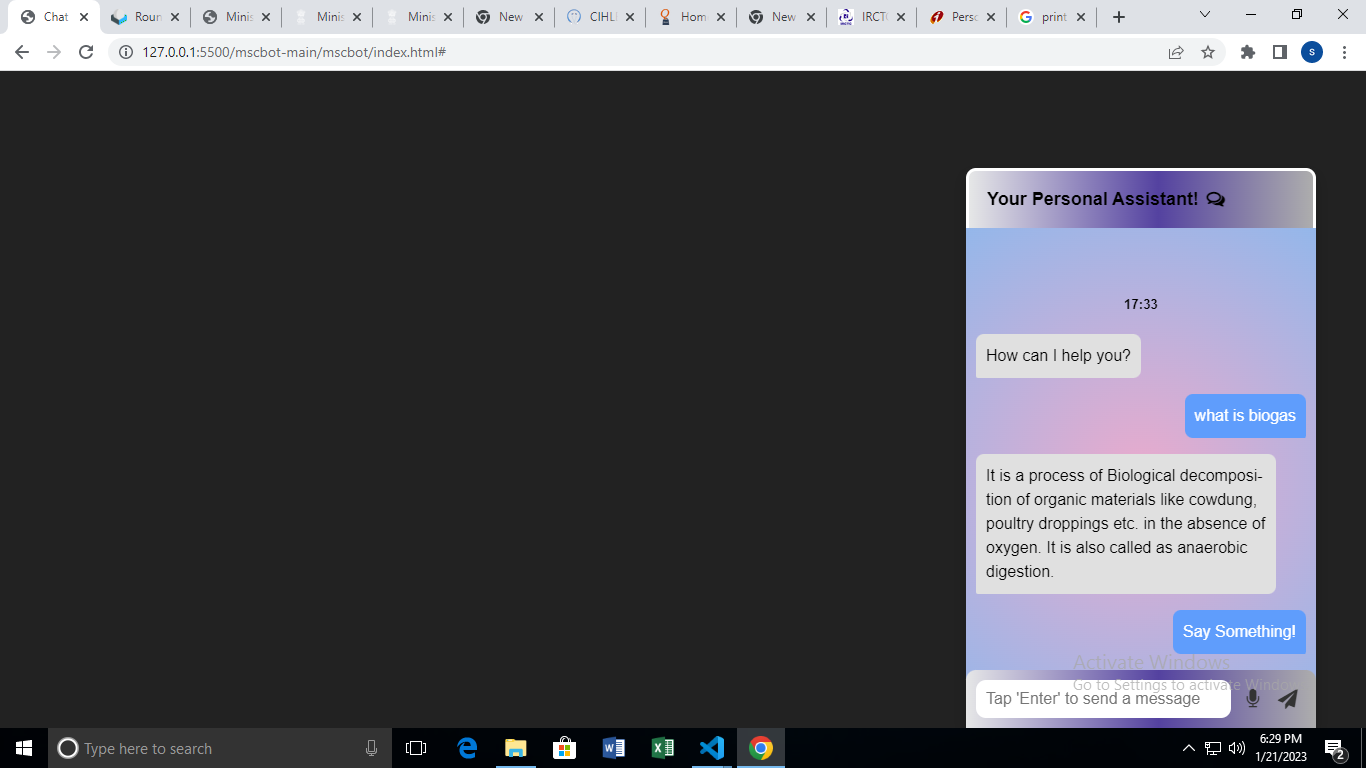 Chat
Roun
Minis
Minis
Minis
New
CIHL
Hom
New
IRCTC
Perso
print
127.0.0.1:5500/mscbot-main/mscbot/index.html#
s
Your Personal Assistant!
17:33
How can I help you?
what is biogas
It is a process of Biological decomposi-
tion of organic materials like cowdung,
poultry droppings etc. in the absence of
oxygen. It is also called as anaerobic
digestion.
Say Something!
Activate Windows
Go to Settings to activate Windows
Tap 'Enter' to send a message
Type here to search
6:29 PM
1/21/2023
2